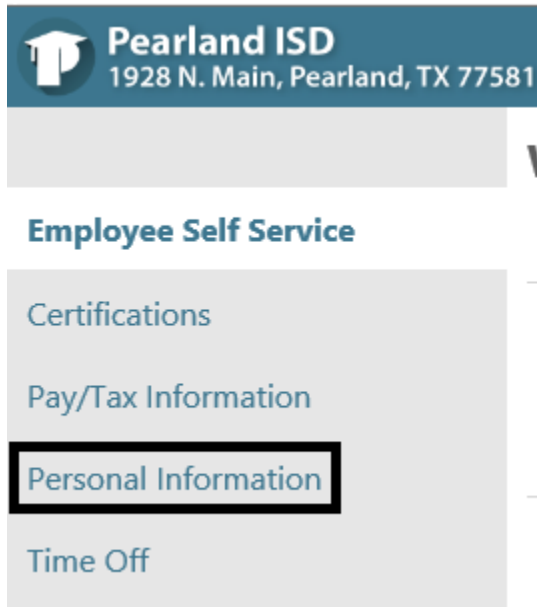 Pearland ISD
1928 N. Main, Pearland, TX 77581
Employee Self Service
Certifications
Pay/Tax Information
Personal Information
Time Off